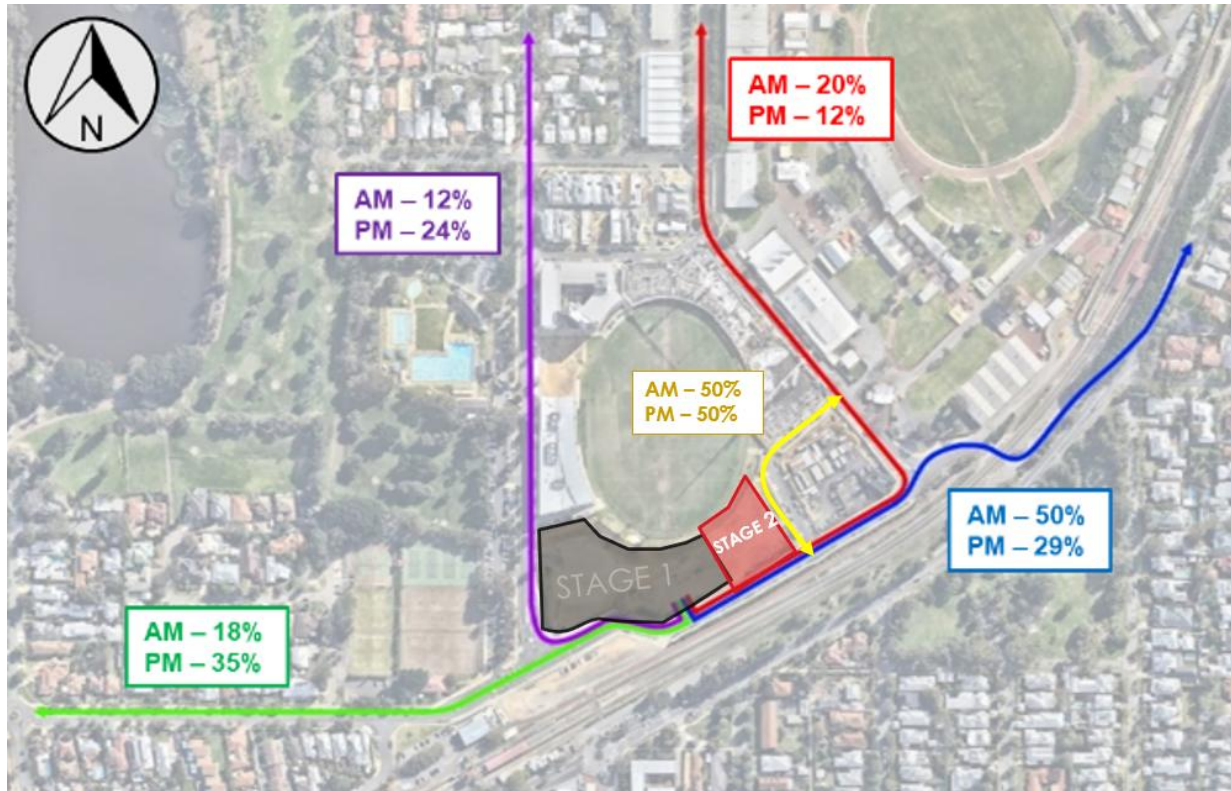 N
AM – 20%
PM – 12%
AM – 12%
PM – 24%
AM – 50%
PM – 50%
STAGE 2
AM – 50%
PM – 29%
STAGE 1
AM – 18%
PM – 35%